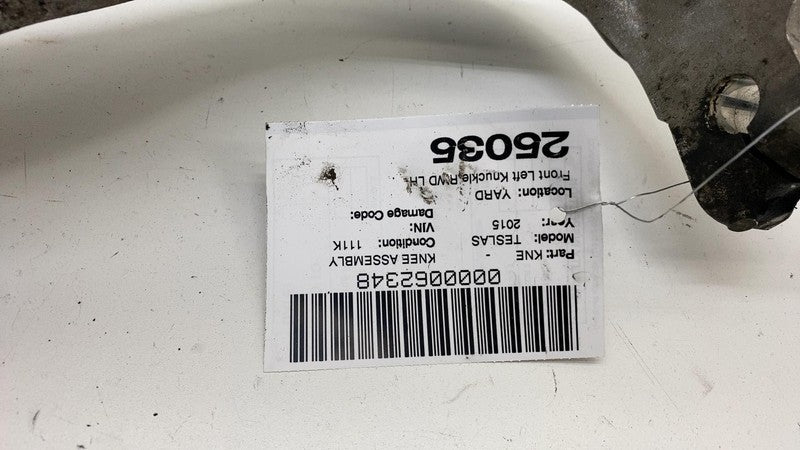 0000062348
Part: KNE - KNEE ASSEMBLY
Model: TESLAS Condition: 111K
Year: 2015 VIN:
Location: YARD Damage Code:
Front Left Knuckle,RWD LH
25035